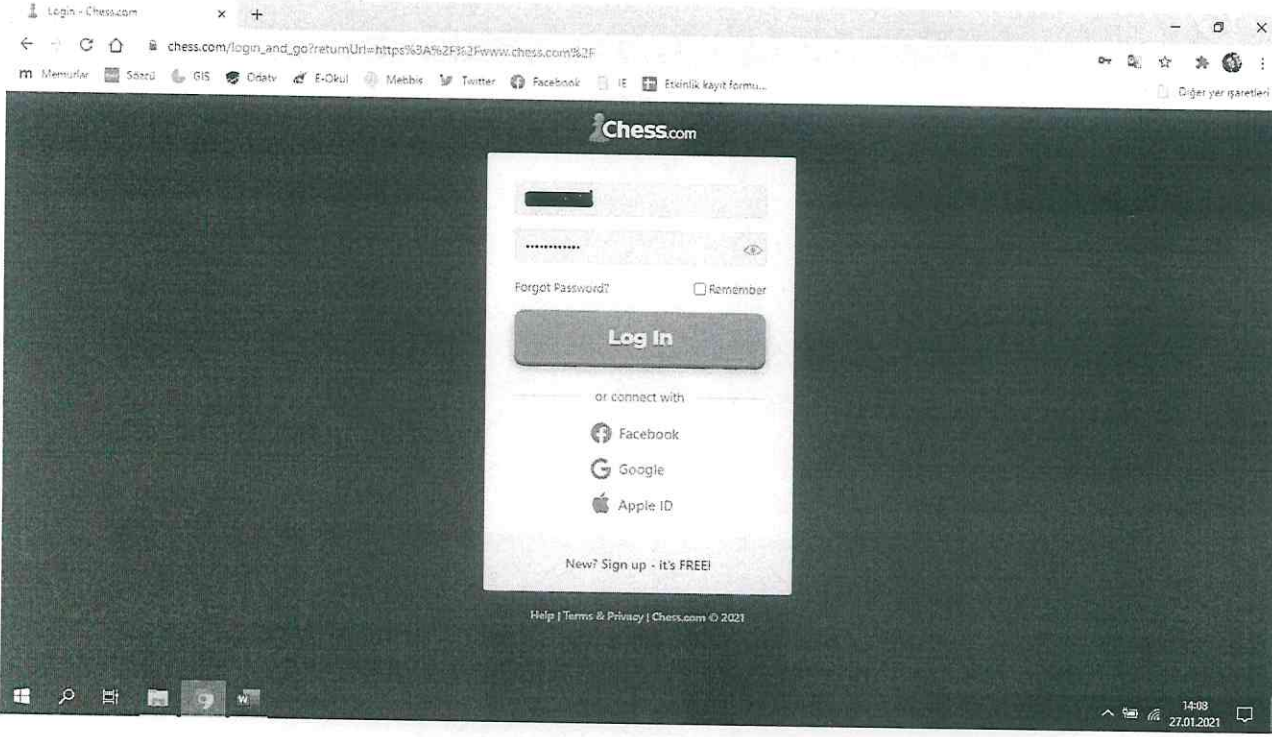 Login - Chess.com
chess.com/login_and_go?returnUrl=https%3A%2F%2Fwww.chess.com%2F
Memurlar Sözcü GIS Odatv E-Okul Mebbis Twitter Facebook IE Etkinlik kayıt formu... Diğer yer işaretleri
Chess.com
Forgot Password? Remember
Log In
or connect with
Facebook
Google
Apple ID
New? Sign up - it's FREE!
Help | Terms & Privacy | Chess.com © 2021
14:08
27.01.2021